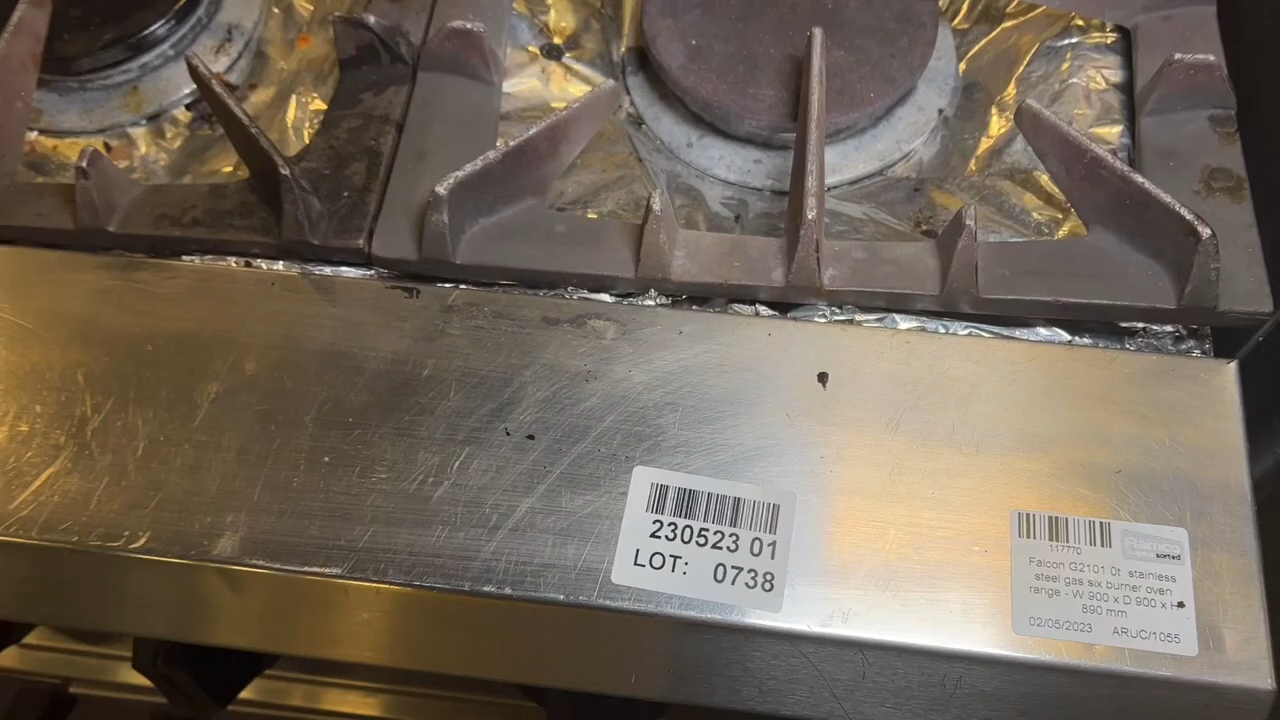 230523 01
LOT: 0738
117770
Ramco
sorted
Falcon G2101 0t stainless
steel gas six burner oven
range - W 900 x D 900 x H
890 mm
02/05/2023 ARUC/1055